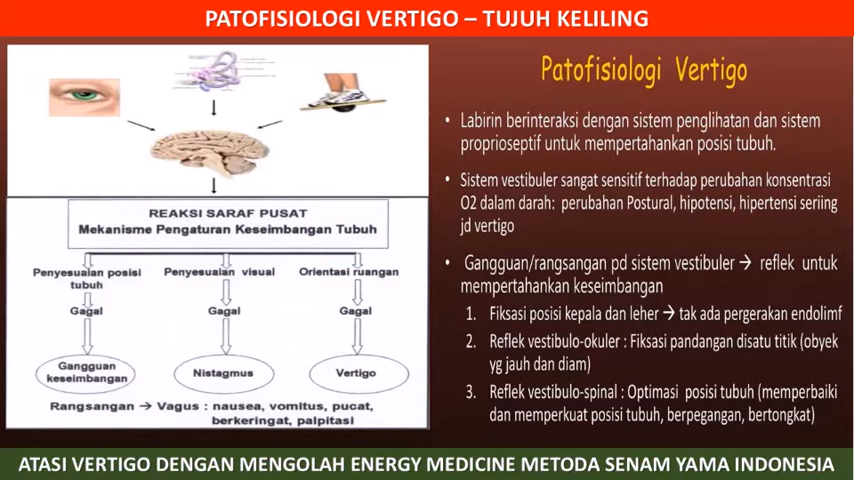 PATOFISIOLOGI VERTIGO – TUJUH KELILING
REAKSI SARAF PUSAT
Mekanisme Pengaturan Keseimbangan Tubuh
Penyesuaian posisi
tubuh
Penyesuaian visual
Orientasi ruangan
Gagal
Gagal
Gagal
Gangguan
keseimbangan
Nistagmus
Vertigo
Rangsangan → Vagus : nausea, vomitus, pucat,
berkeringat, palpitasi
Patofisiologi Vertigo
• Labirin berinteraksi dengan sistem penglihatan dan sistem
proprioseptif untuk mempertahankan posisi tubuh.
• Sistem vestibuler sangat sensitif terhadap perubahan konsentrasi
O2 dalam darah: perubahan Postural, hipotensi, hipertensi seriing
jd vertigo
• Gangguan/rangsangan pd sistem vestibuler → reflek untuk
mempertahankan keseimbangan
1. Fiksasi posisi kepala dan leher → tak ada pergerakan endolimf
2. Reflek vestibulo-okuler : Fiksasi pandangan disatu titik (obyek
yg jauh dan diam)
3. Reflek vestibulo-spinal : Optimasi posisi tubuh (memperbaiki
dan memperkuat posisi tubuh, berpegangan, bertongkat)
ATASI VERTIGO DENGAN MENGOLAH ENERGY MEDICINE METODA SENAM YAMA INDONESIA